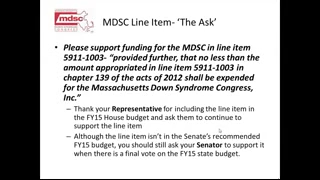 mdsc
MDSC Line Item- ‘The Ask’
• Please support funding for the MDSC in line item
5911-1003- “provided further, that no less than the
amount appropriated in line item 5911-1003 in
chapter 139 of the acts of 2012 shall be expended
for the Massachusetts Down Syndrome Congress,
Inc.”
– Thank your Representative for including the line item in
the FY15 House budget and ask them to continue to
support the line item
– Although the line item isn’t in the Senate’s recommended
FY15 budget, you should still ask your Senator to support it
when there is a final vote on the FY15 state budget.